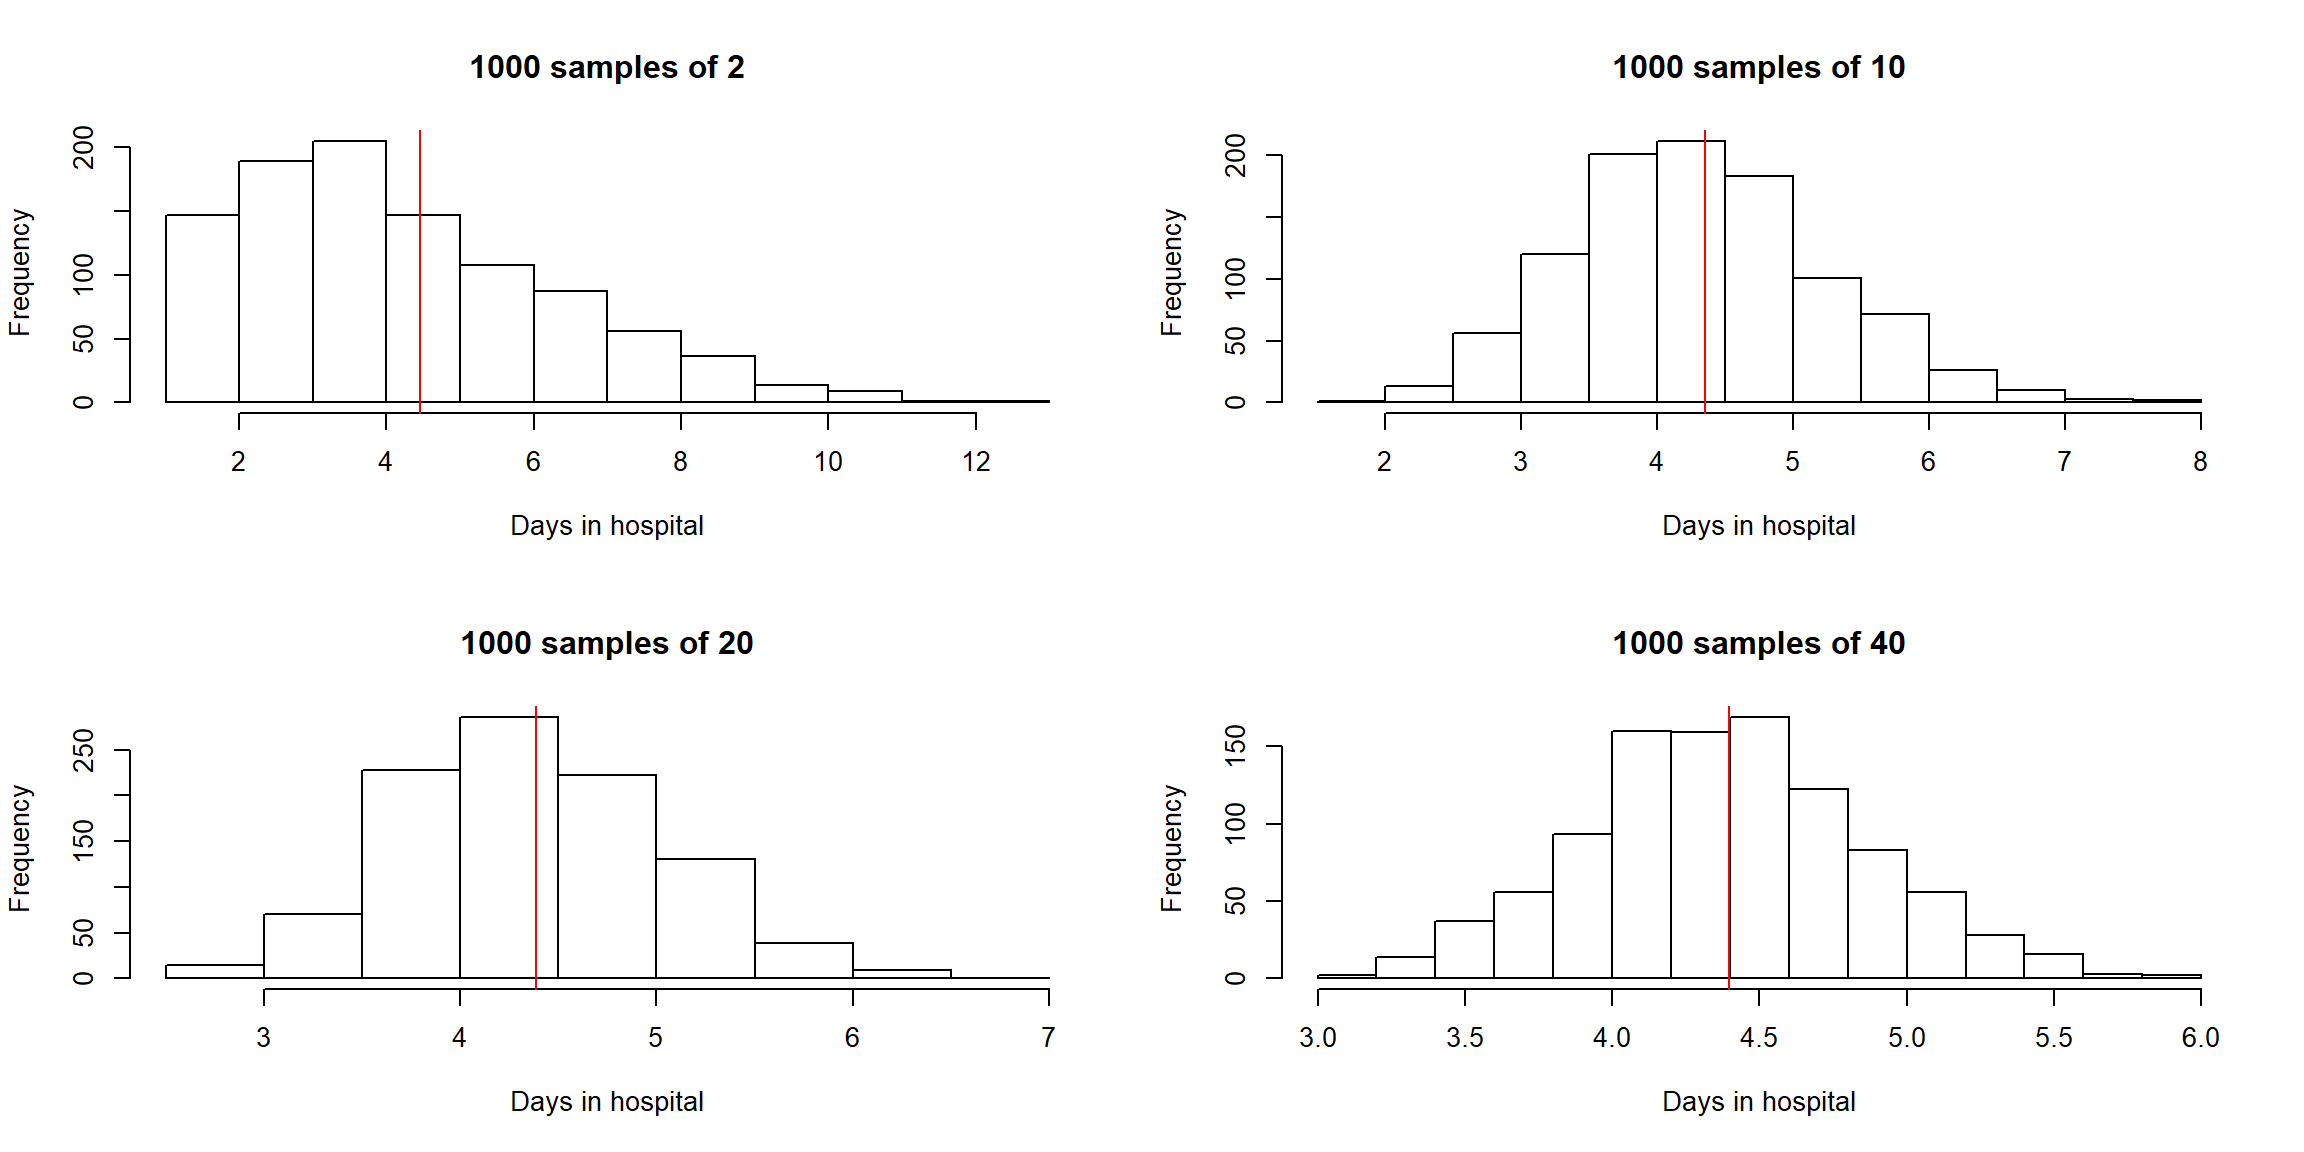 1000 samples of 2
Frequency
200
100
50
0
2 4 6 8 10 12
Days in hospital
1000 samples of 10
Frequency
200
100
50
0
2 3 4 5 6 7 8
Days in hospital
1000 samples of 20
Frequency
250
150
50
0
3 4 5 6 7
Days in hospital
1000 samples of 40
Frequency
150
100
50
0
3.0 3.5 4.0 4.5 5.0 5.5 6.0
Days in hospital